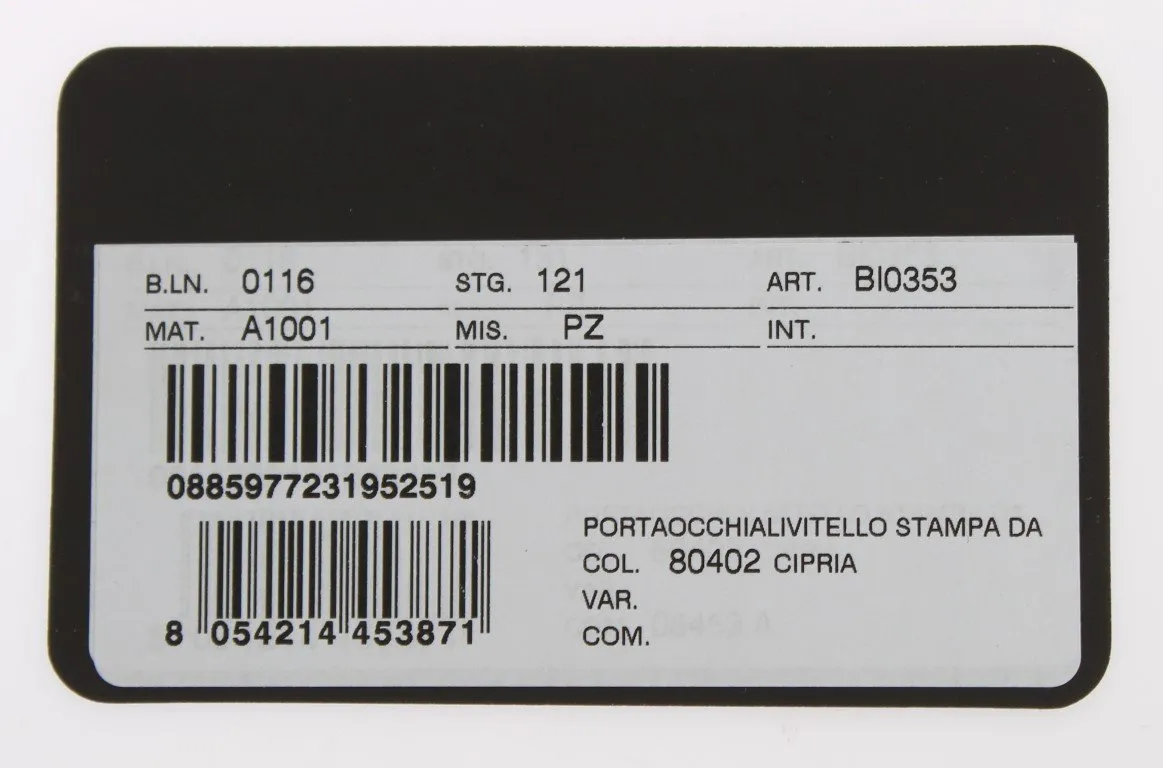 B.LN. 0116 STG. 121 ART. BI0353
MAT. A1001 MIS. PZ INT.
0885977231952519
PORTAOCCHIALIVITELLO STAMPA DA
COL. 80402 CIPRIA
VAR.
COM.
8 054214 453871